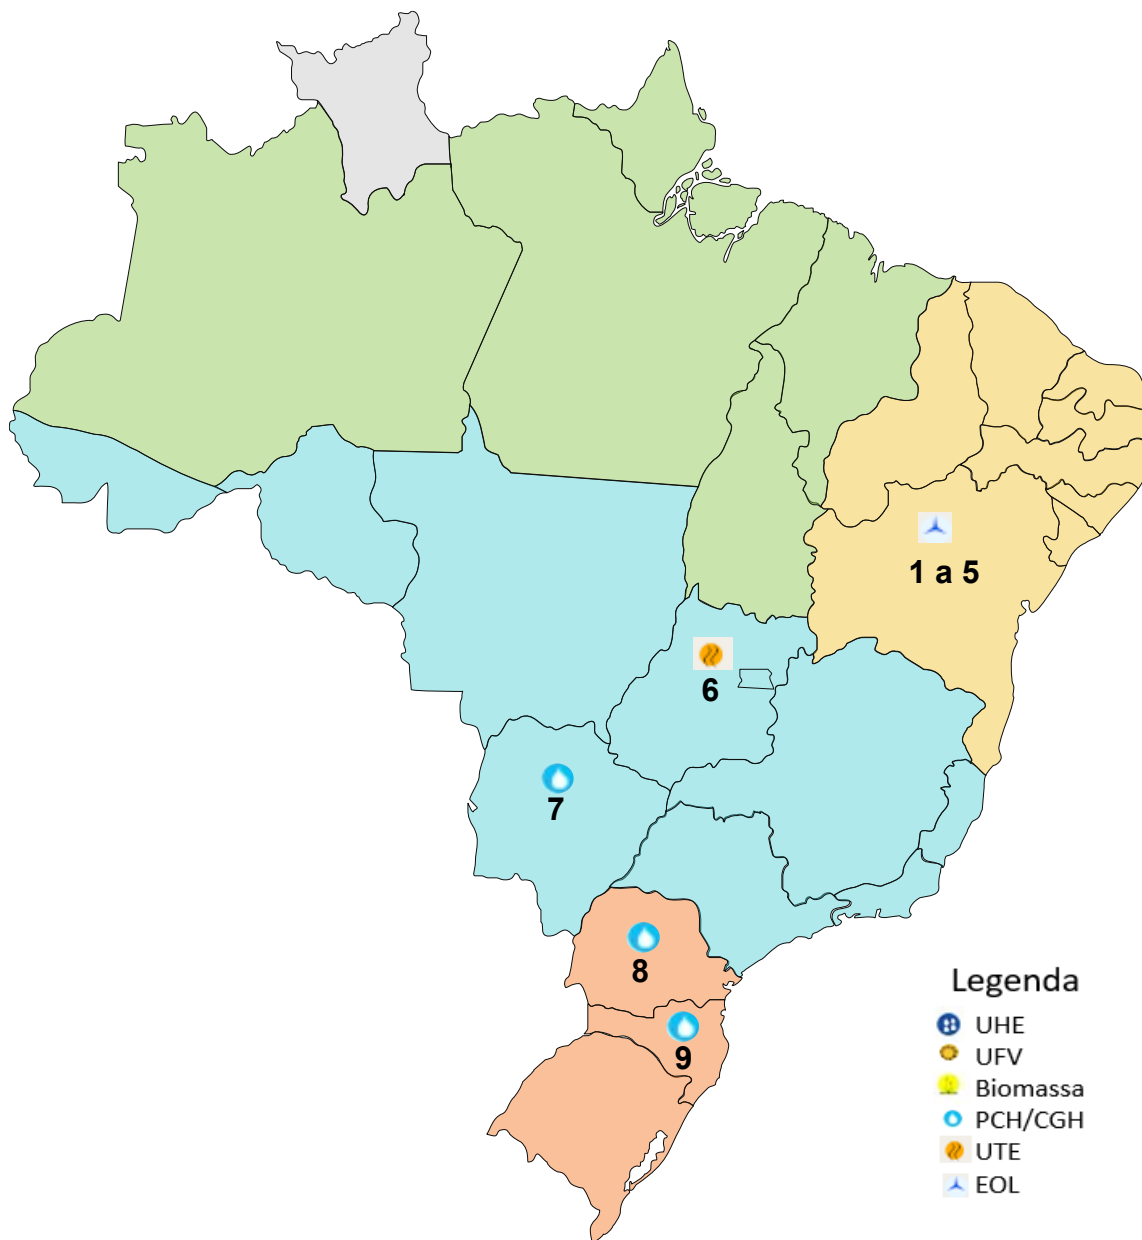 1 a 5
6
7
8
9
Legenda
UHE
UFV
Biomassa
PCH/CGH
UTE
EOL